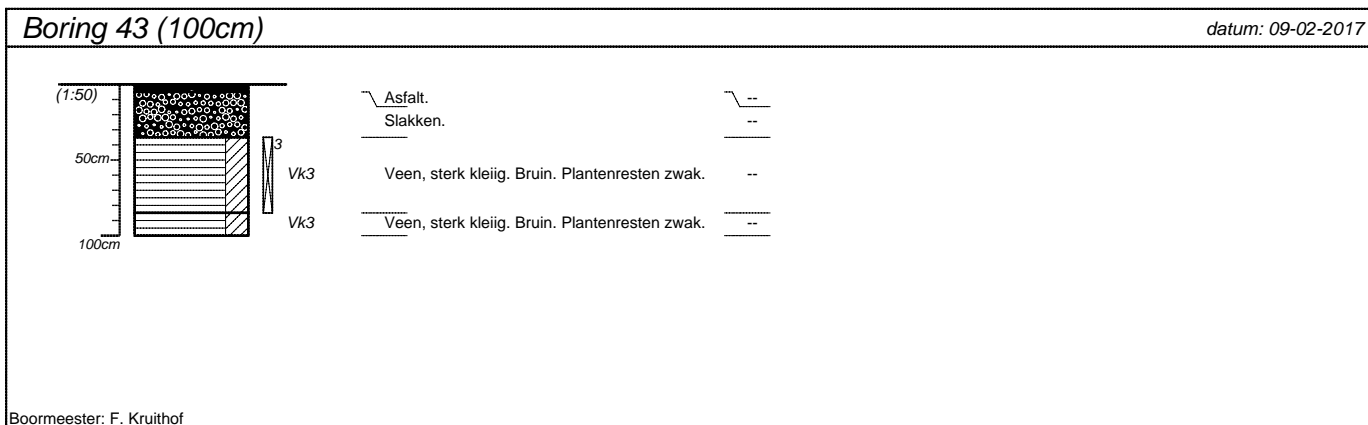 Boring 43 (100cm) datum: 09-02-2017
(1:50) Asfalt. --
Slakken. --
3
50cm Vk3 Veen, sterk kleiig. Bruin. Plantenresten zwak. --
Vk3 Veen, sterk kleiig. Bruin. Plantenresten zwak. --
100cm
Boormeester: F. Kruithof